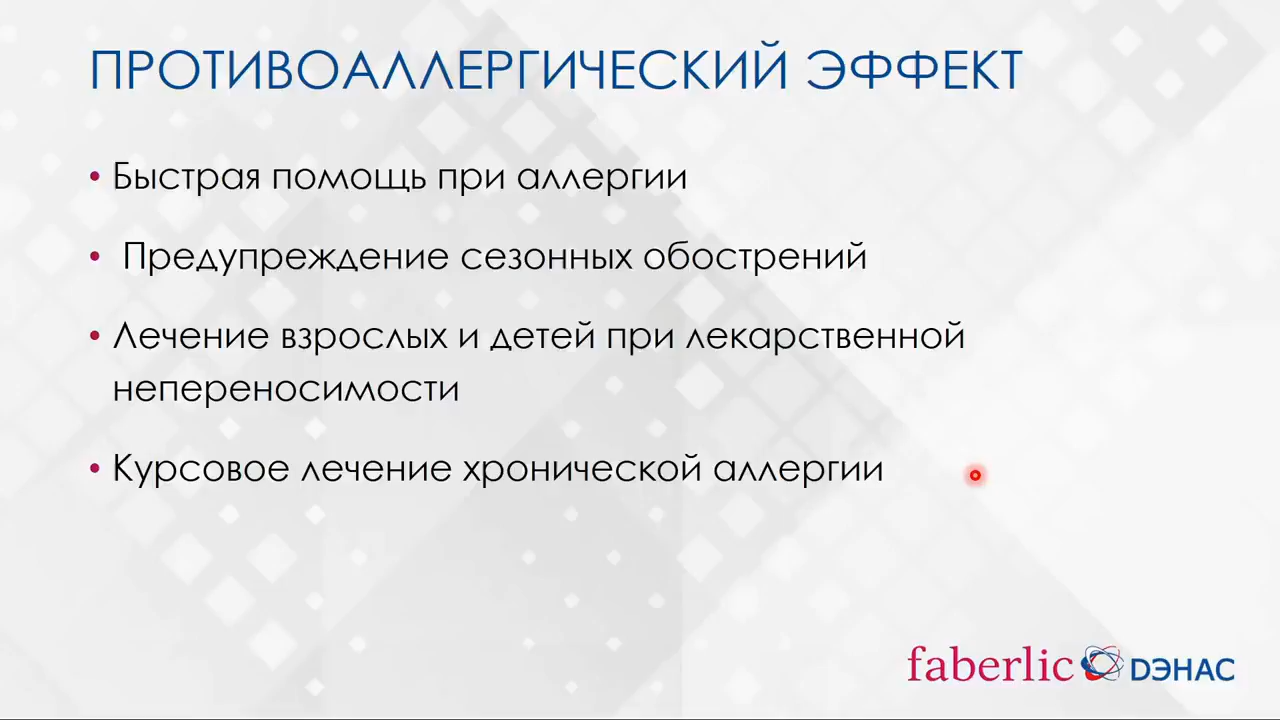 ПРОТИВОАЛЛЕРГИЧЕСКИЙ ЭФФЕКТ
• Быстрая помощь при аллергии
• Предупреждение сезонных обострений
• Лечение взрослых и детей при лекарственной
непереносимости
• Курсовое лечение хронической аллергии
faberlic ДЭНАС